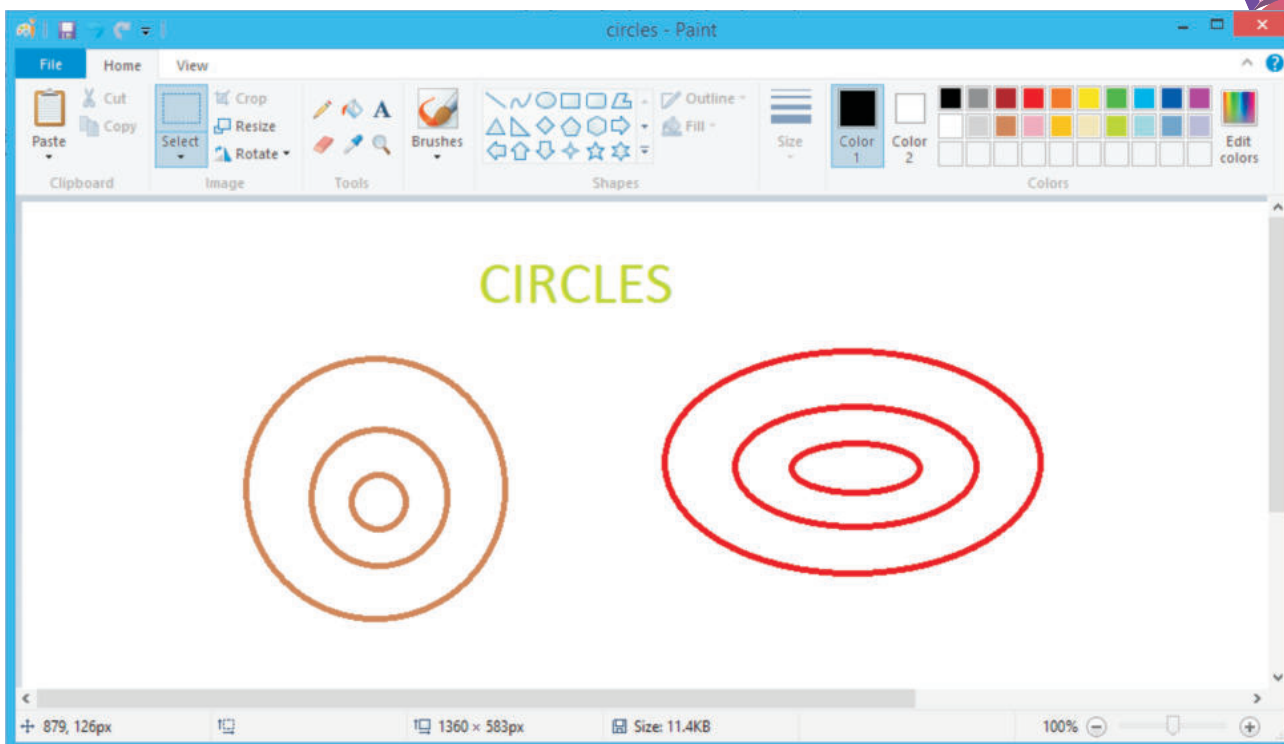 circles - Paint
File Home View
Paste
Cut
Copy
Clipboard
Select
Crop
Resize
Rotate
Image
A
Tools
Brushes
Outline
Fill
Shapes
Size
Color 1
Color 2
Edit colors
Colors
CIRCLES
879, 126px
1360 × 583px
Size: 11.4KB
100%